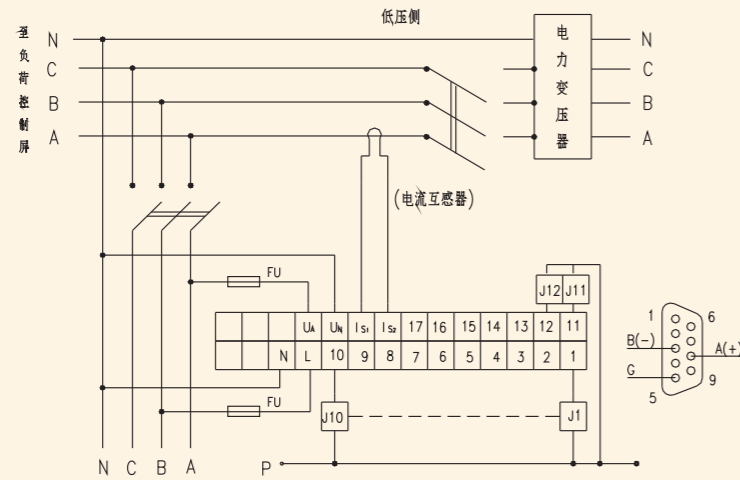 低压侧
至负荷控制屏
电力变压器
N
C
B
A
N
C
B
A
(电流互感器)
FU
J12
J11
UA
UN
IS1
IS2
17
16
15
14
13
12
11
N
L
10
9
8
7
6
5
4
3
2
1
FU
J10
J1
N
C
B
A
P
1
6
B(-)
A(+)
G
5
9